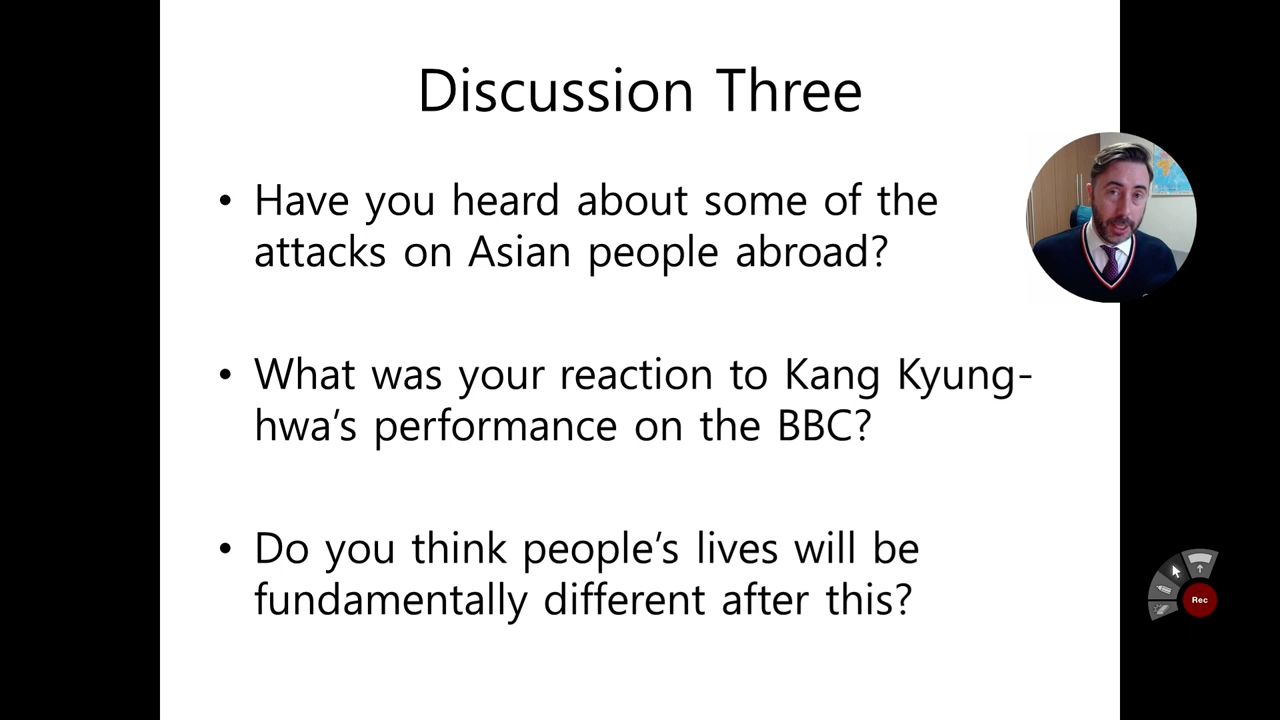 Discussion Three
• Have you heard about some of the
attacks on Asian people abroad?
• What was your reaction to Kang Kyung-
hwa’s performance on the BBC?
• Do you think people’s lives will be
fundamentally different after this?
Rec